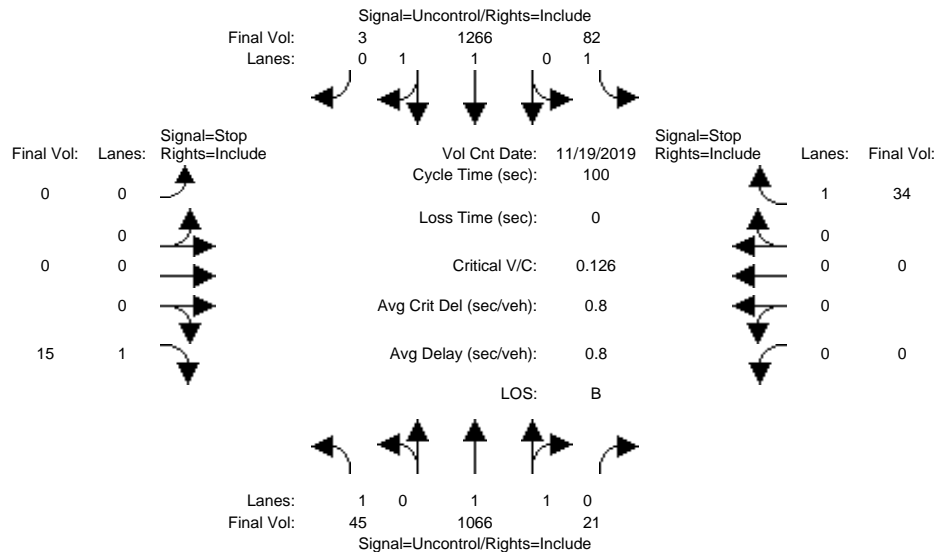 Signal=Uncontrol/Rights=Include
Final Vol: 3 1266 82
Lanes: 0 1 1 0 1
Signal=Stop
Final Vol: Lanes: Rights=Include
Vol Cnt Date: 11/19/2019
Signal=Stop
Rights=Include Lanes: Final Vol:
Cycle Time (sec): 100
0 0
1 34
Loss Time (sec): 0
0
0
0 0
Critical V/C: 0.126
0 0
0
Avg Crit Del (sec/veh): 0.8
0
15 1
Avg Delay (sec/veh): 0.8
0 0
LOS: B
Lanes: 1 0 1 1 0
Final Vol: 45 1066 21
Signal=Uncontrol/Rights=Include